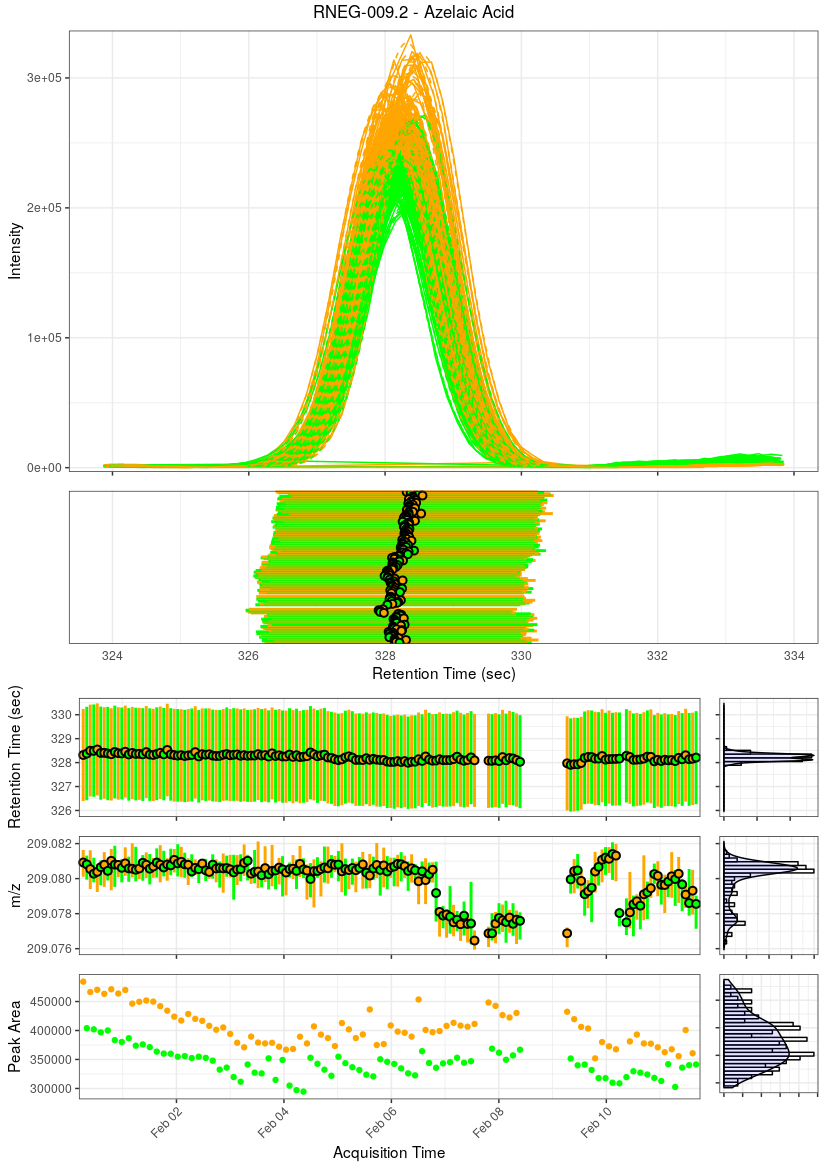 RNEG-009.2 - Azelaic Acid
Intensity
3e+05
2e+05
1e+05
0e+00
324 326 328 330 332 334
Retention Time (sec)
Retention Time (sec)
330
329
328
327
326
m/z
209.082
209.080
209.078
209.076
Peak Area
450000
400000
350000
300000
Feb 02 Feb 04 Feb 06 Feb 08 Feb 10
Acquisition Time